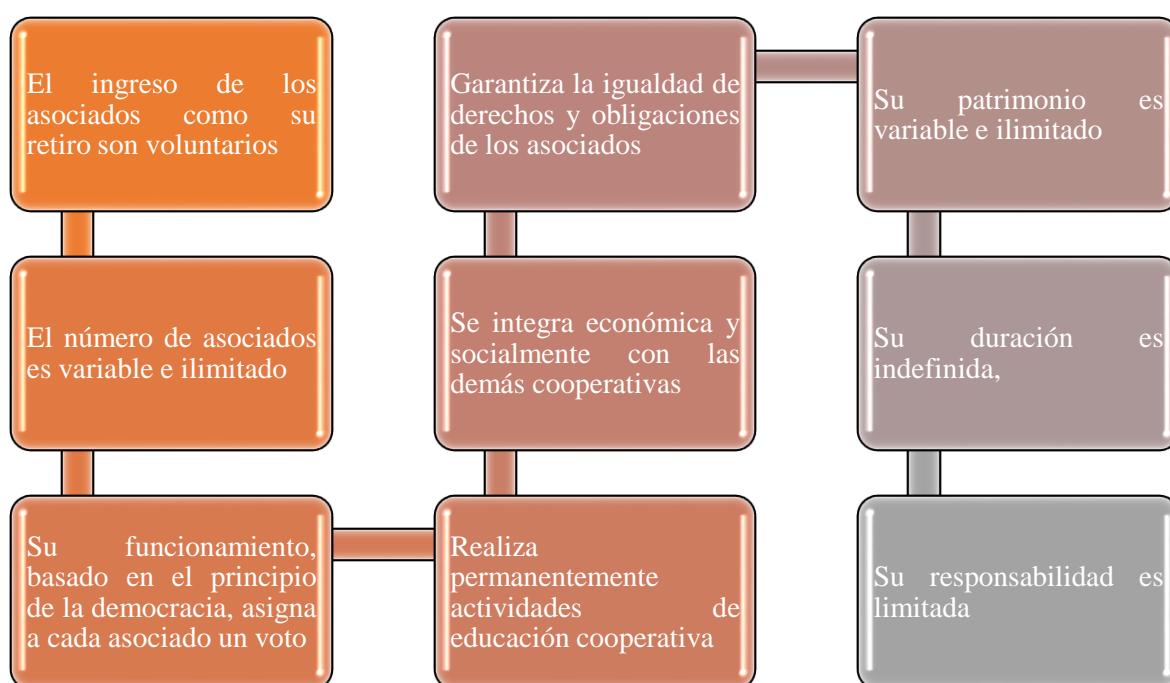 El ingreso de los
asociados como su
retiro son voluntarios
El número de asociados
es variable e ilimitado
Su funcionamiento,
basado en el principio
de la democracia, asigna
a cada asociado un voto
Realiza
permanentemente
actividades de
educación cooperativa
Se integra económica y
socialmente con las
demás cooperativas
Garantiza la igualdad de
derechos y obligaciones
de los asociados
Su patrimonio es
variable e ilimitado
Su duración es
indefinida,
Su responsabilidad es
limitada